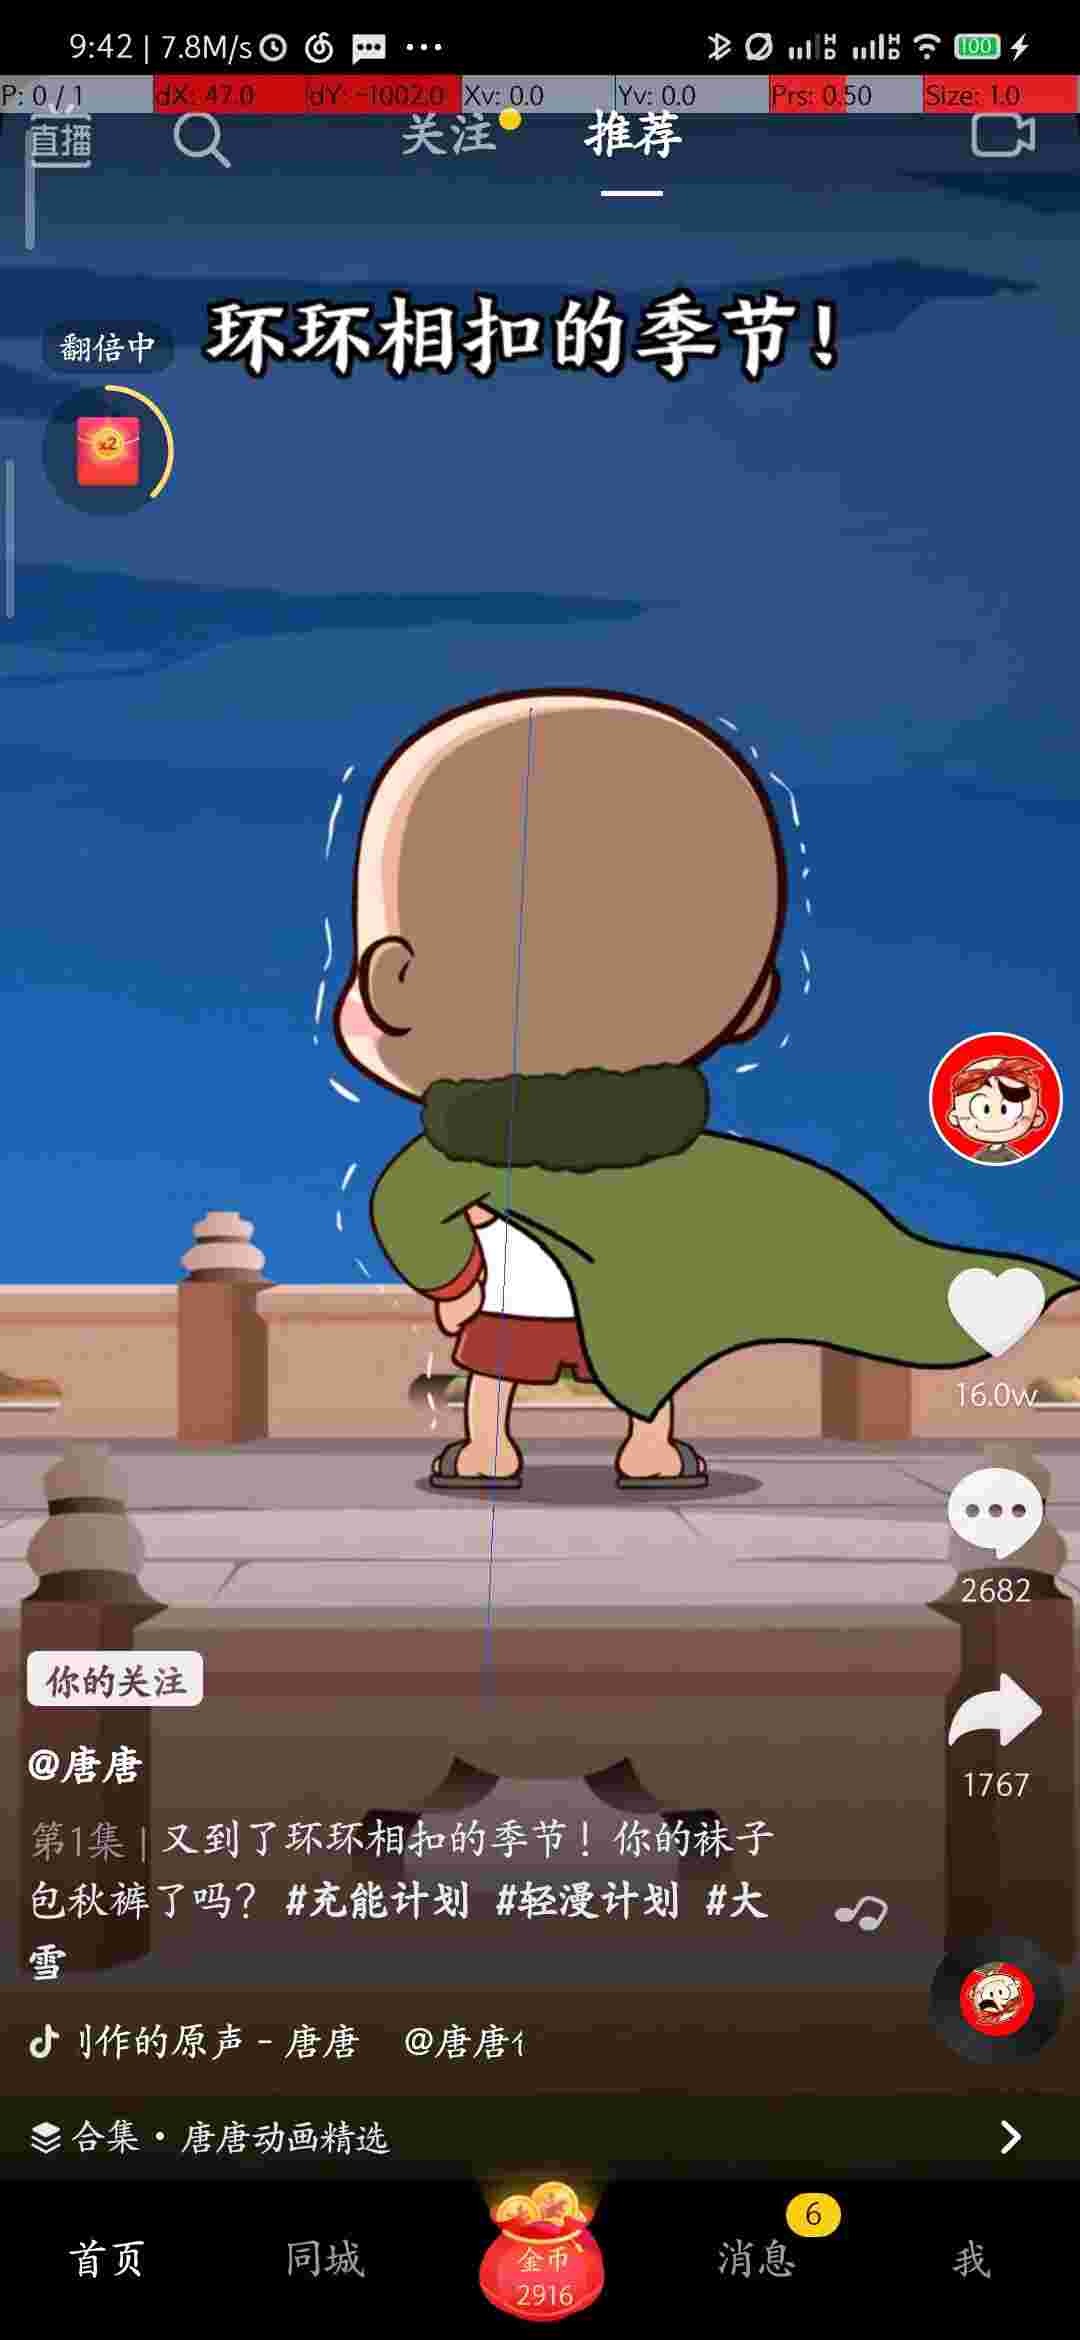 9:42 | 7.8M/s
100
P: 0 / 1
dX: 47.0
dY: -1002.0
Xv: 0.0
Yv: 0.0
Prs: 0.50
Size: 1.0
直播
关注
推荐
环环相扣的季节！
翻倍中
x2
16.0w
2682
1767
你的关注
@唐唐
第1集 | 又到了环环相扣的季节！你的袜子
包秋裤了吗？ #充能计划 #轻漫计划 #大
雪
作的原声 - 唐唐 @唐唐
合集 · 唐唐动画精选
首页
同城
金币
2916
消息
6
我